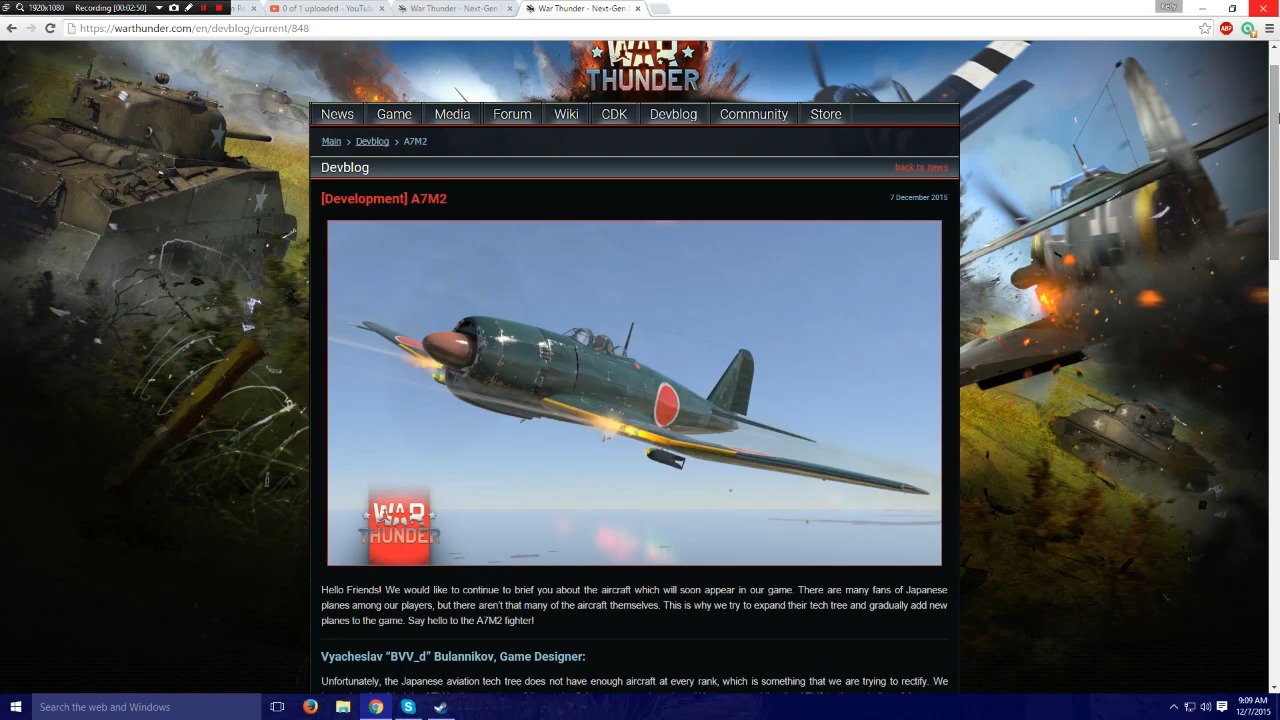 1920x1080 Recording [00:02:50]
0 of 1 uploaded - YouTub
War Thunder - Next-Gen
War Thunder - Next-Gen
Kelly
https://warthunder.com/en/devblog/current/848
ABP
WAR
THUNDER
News Game Media Forum Wiki CDK Devblog Community Store
Main > Devblog > A7M2
Devblog back to news
[Development] A7M2 7 December 2015
WAR
THUNDER
Hello Friends! We would like to continue to brief you about the aircraft which will soon appear in our game. There are many fans of Japanese
planes among our players, but there aren't that many of the aircraft themselves. This is why we try to expand their tech tree and gradually add new
planes to the game. Say hello to the A7M2 fighter!
Vyacheslav “BVV_d” Bulannikov, Game Designer:
Unfortunately, the Japanese aviation tech tree does not have enough aircraft at every rank, which is something that we are trying to rectify. We
Search the web and Windows
9:09 AM
12/7/2015